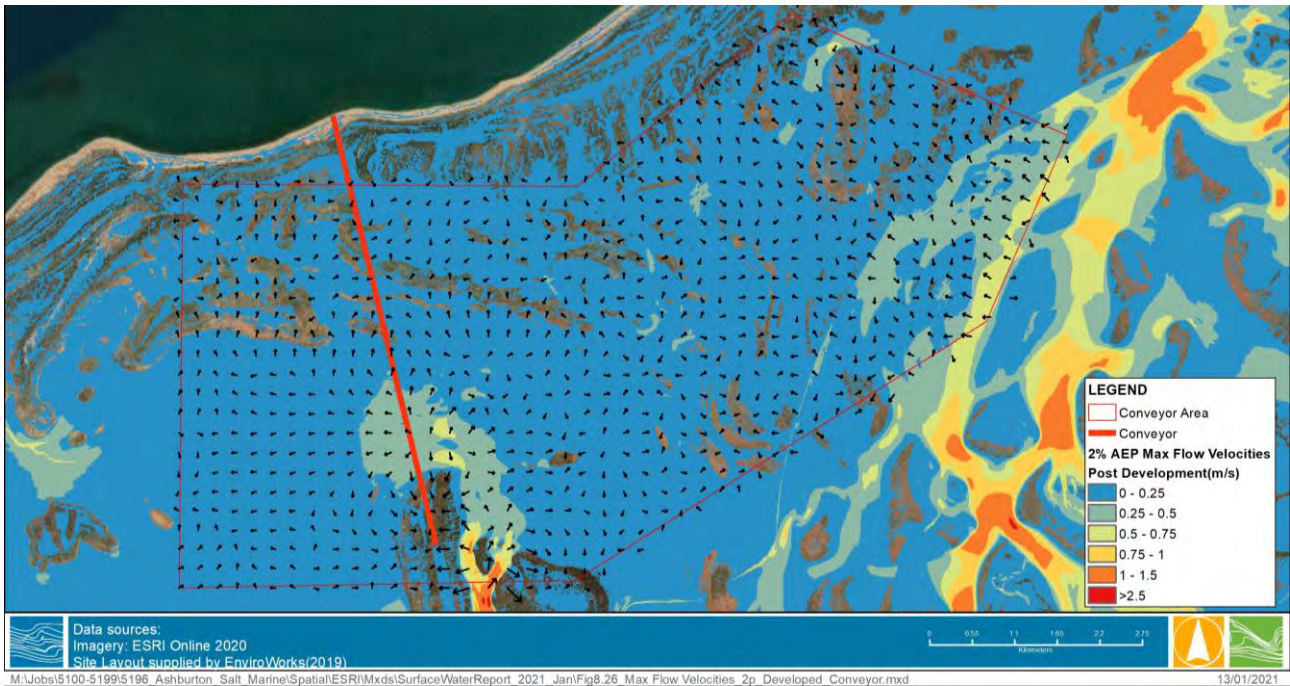 LEGEND
Conveyor Area
Conveyor
2% AEP Max Flow Velocities
Post Development(m/s)
0 - 0.25
0.25 - 0.5
0.5 - 0.75
0.75 - 1
1 - 1.5
>2.5
Data sources:
Imagery: ESRI Online 2020
Site Layout supplied by EnviroWorks(2019)
0 0.55 1.1 1.65 2.2 2.75
Kilometers
M:\Jobs\5100-5199\5196_Ashburton_Salt_Marine\Spatial\ESRI\Mxds\SurfaceWaterReport_2021_Jan\Fig8.26_Max Flow Velocities_2p_Developed_Conveyor.mxd 13/01/2021